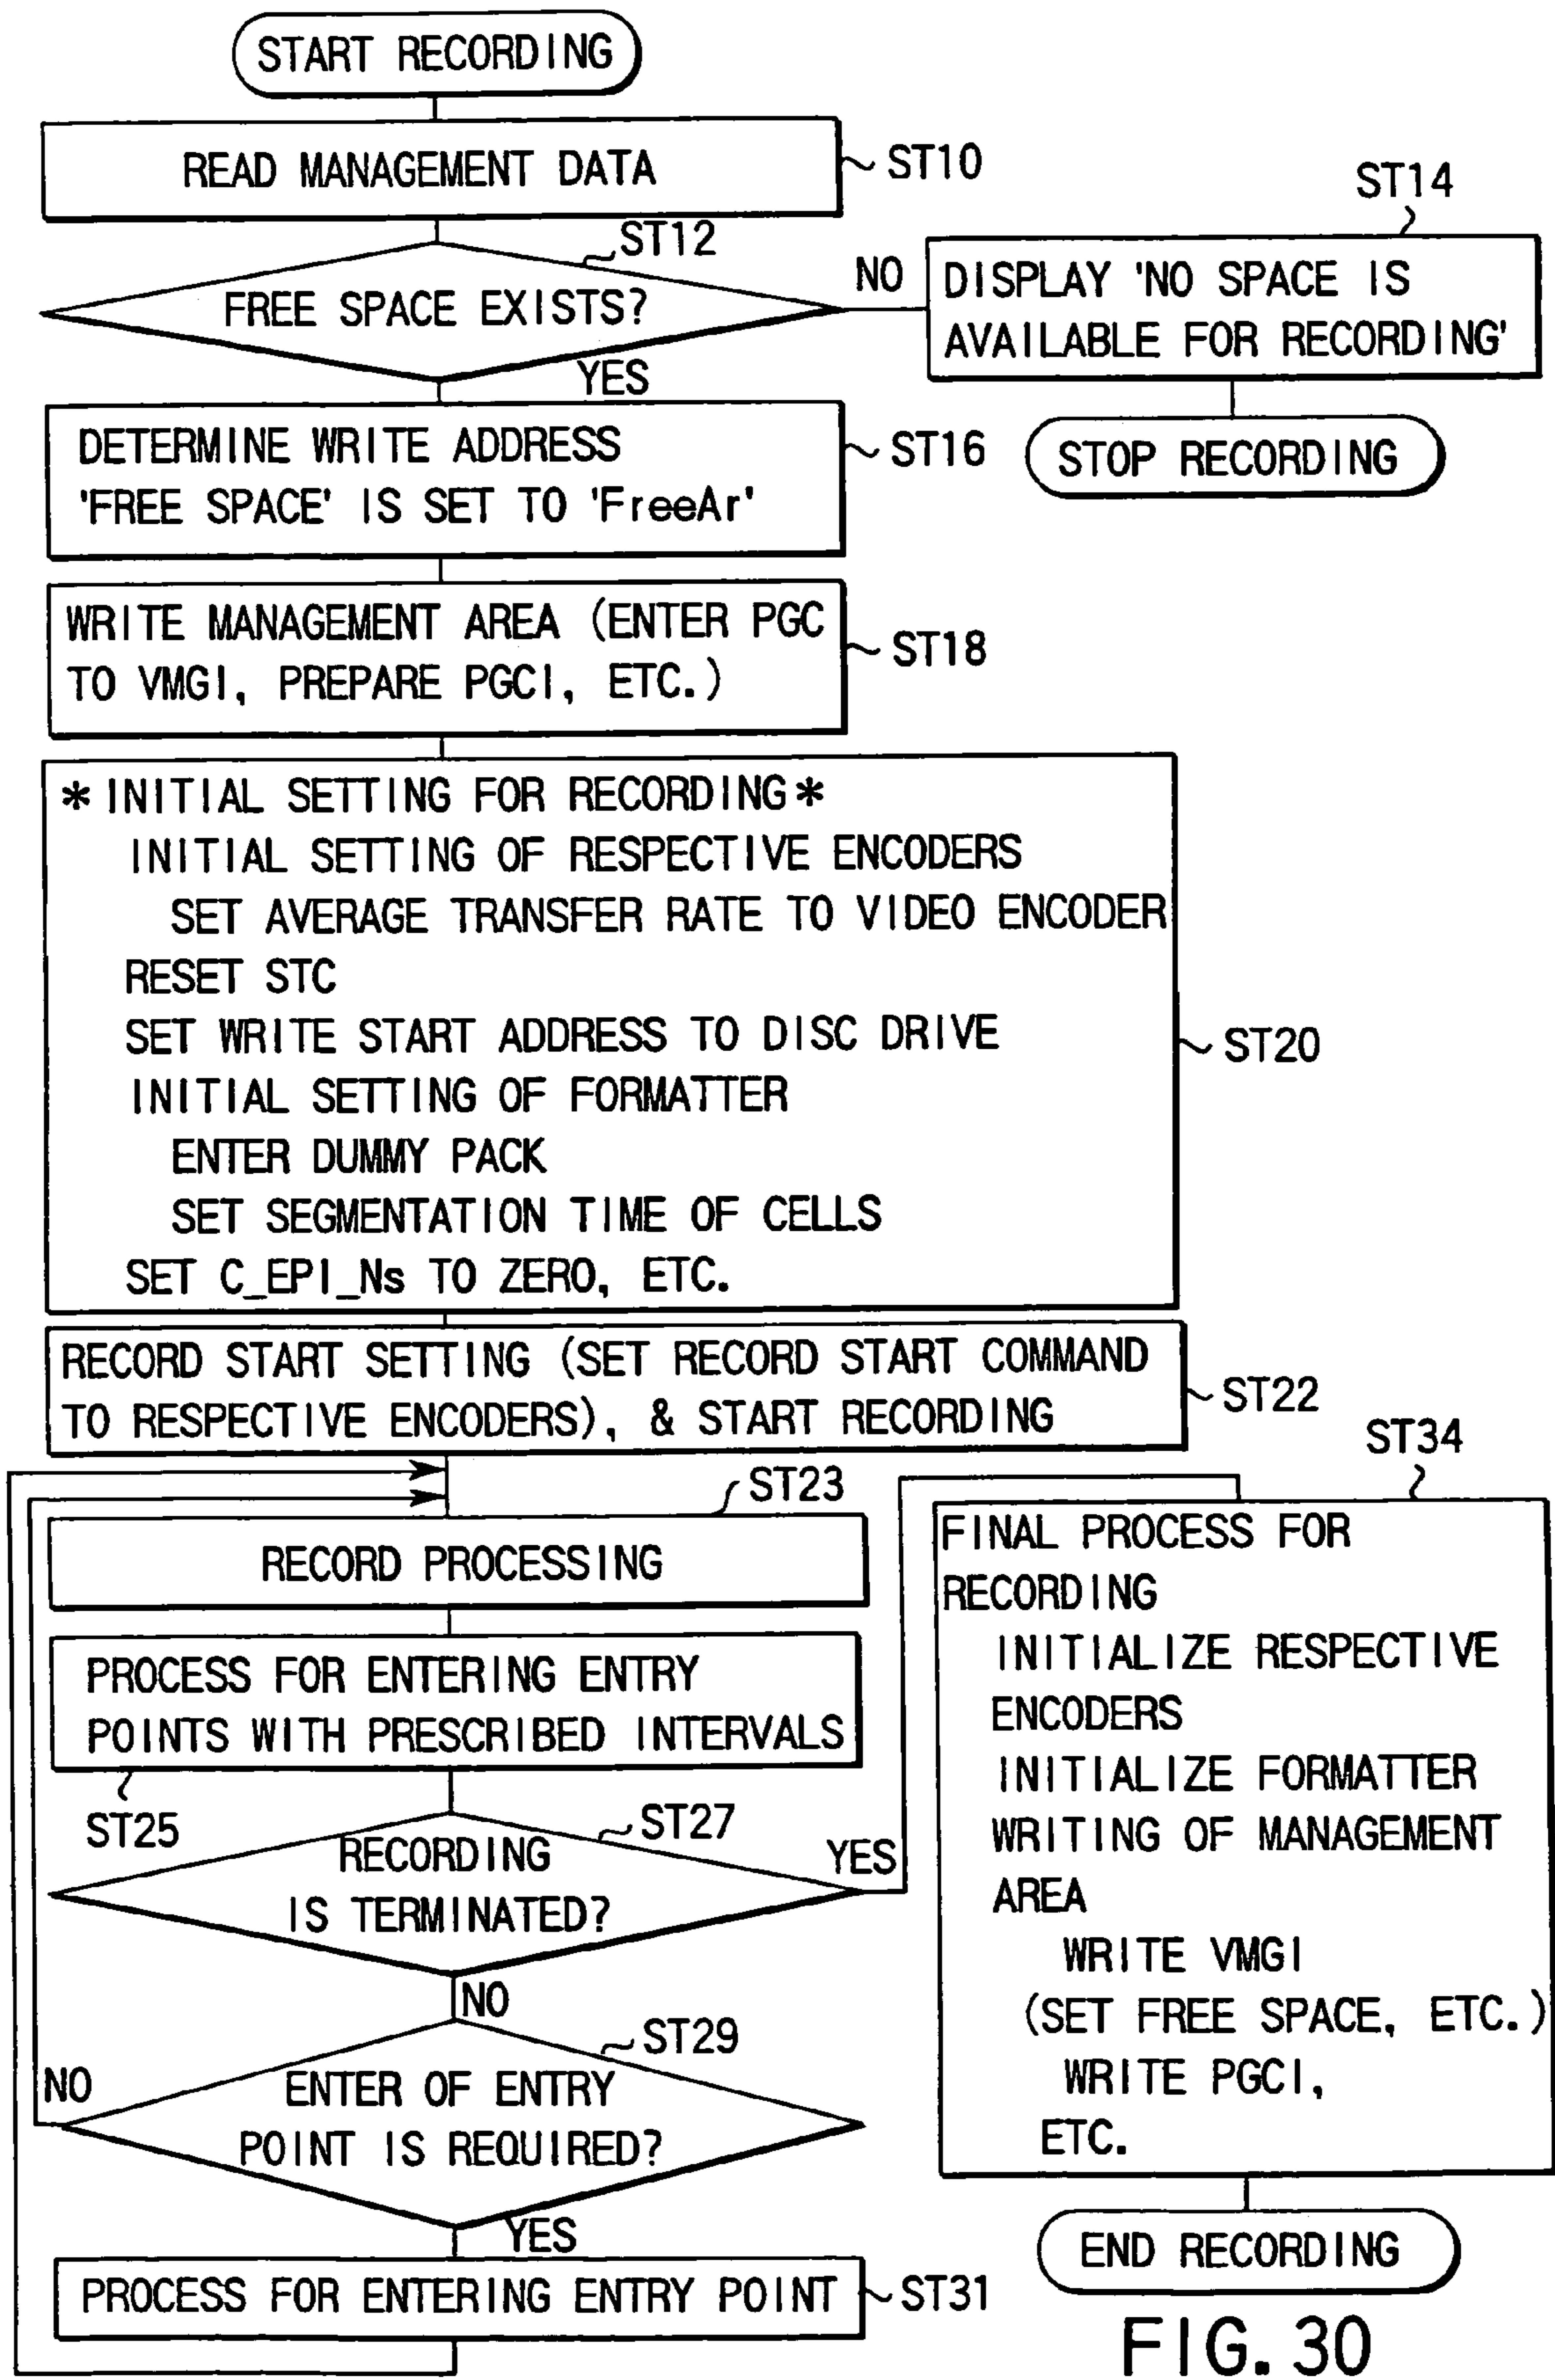 START RECORDING
READ MANAGEMENT DATA
ST10
ST12
FREE SPACE EXISTS?
NO
YES
ST14
DISPLAY 'NO SPACE IS
AVAILABLE FOR RECORDING'
STOP RECORDING
DETERMINE WRITE ADDRESS
'FREE SPACE' IS SET TO 'FreeAr'
ST16
WRITE MANAGEMENT AREA (ENTER PGC
TO VMGI, PREPARE PGCI, ETC.)
ST18
* INITIAL SETTING FOR RECORDING *
INITIAL SETTING OF RESPECTIVE ENCODERS
SET AVERAGE TRANSFER RATE TO VIDEO ENCODER
RESET STC
SET WRITE START ADDRESS TO DISC DRIVE
INITIAL SETTING OF FORMATTER
ENTER DUMMY PACK
SET SEGMENTATION TIME OF CELLS
SET C_EPI_Ns TO ZERO, ETC.
ST20
RECORD START SETTING (SET RECORD START COMMAND
TO RESPECTIVE ENCODERS), & START RECORDING
ST22
ST23
RECORD PROCESSING
PROCESS FOR ENTERING ENTRY
POINTS WITH PRESCRIBED INTERVALS
ST25
ST27
RECORDING
IS TERMINATED?
YES
NO
ST29
ENTER OF ENTRY
POINT IS REQUIRED?
NO
YES
PROCESS FOR ENTERING ENTRY POINT
ST31
ST34
FINAL PROCESS FOR
RECORDING
INITIALIZE RESPECTIVE
ENCODERS
INITIALIZE FORMATTER
WRITING OF MANAGEMENT
AREA
WRITE VMGI
(SET FREE SPACE, ETC.)
WRITE PGCI,
ETC.
END RECORDING
FIG. 30